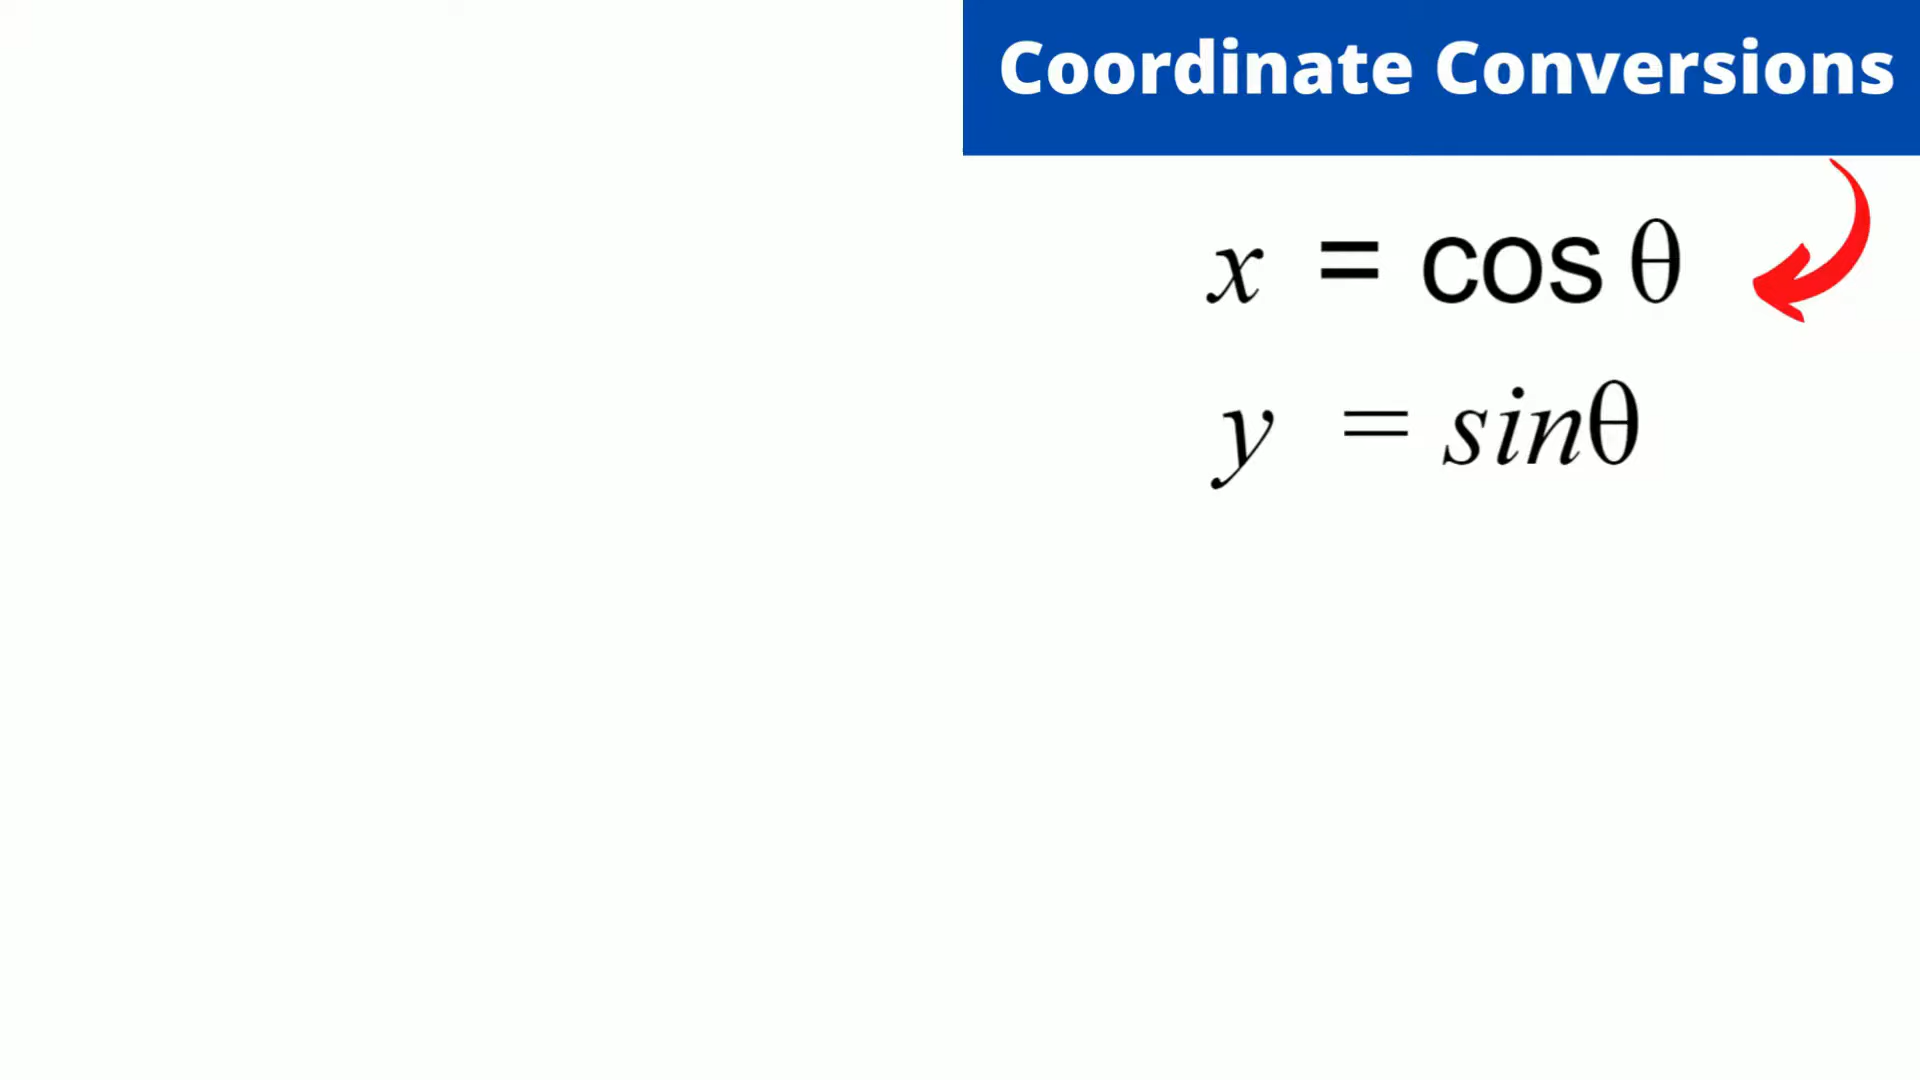 Coordinate Conversions
x = cos θ
y = sinθ